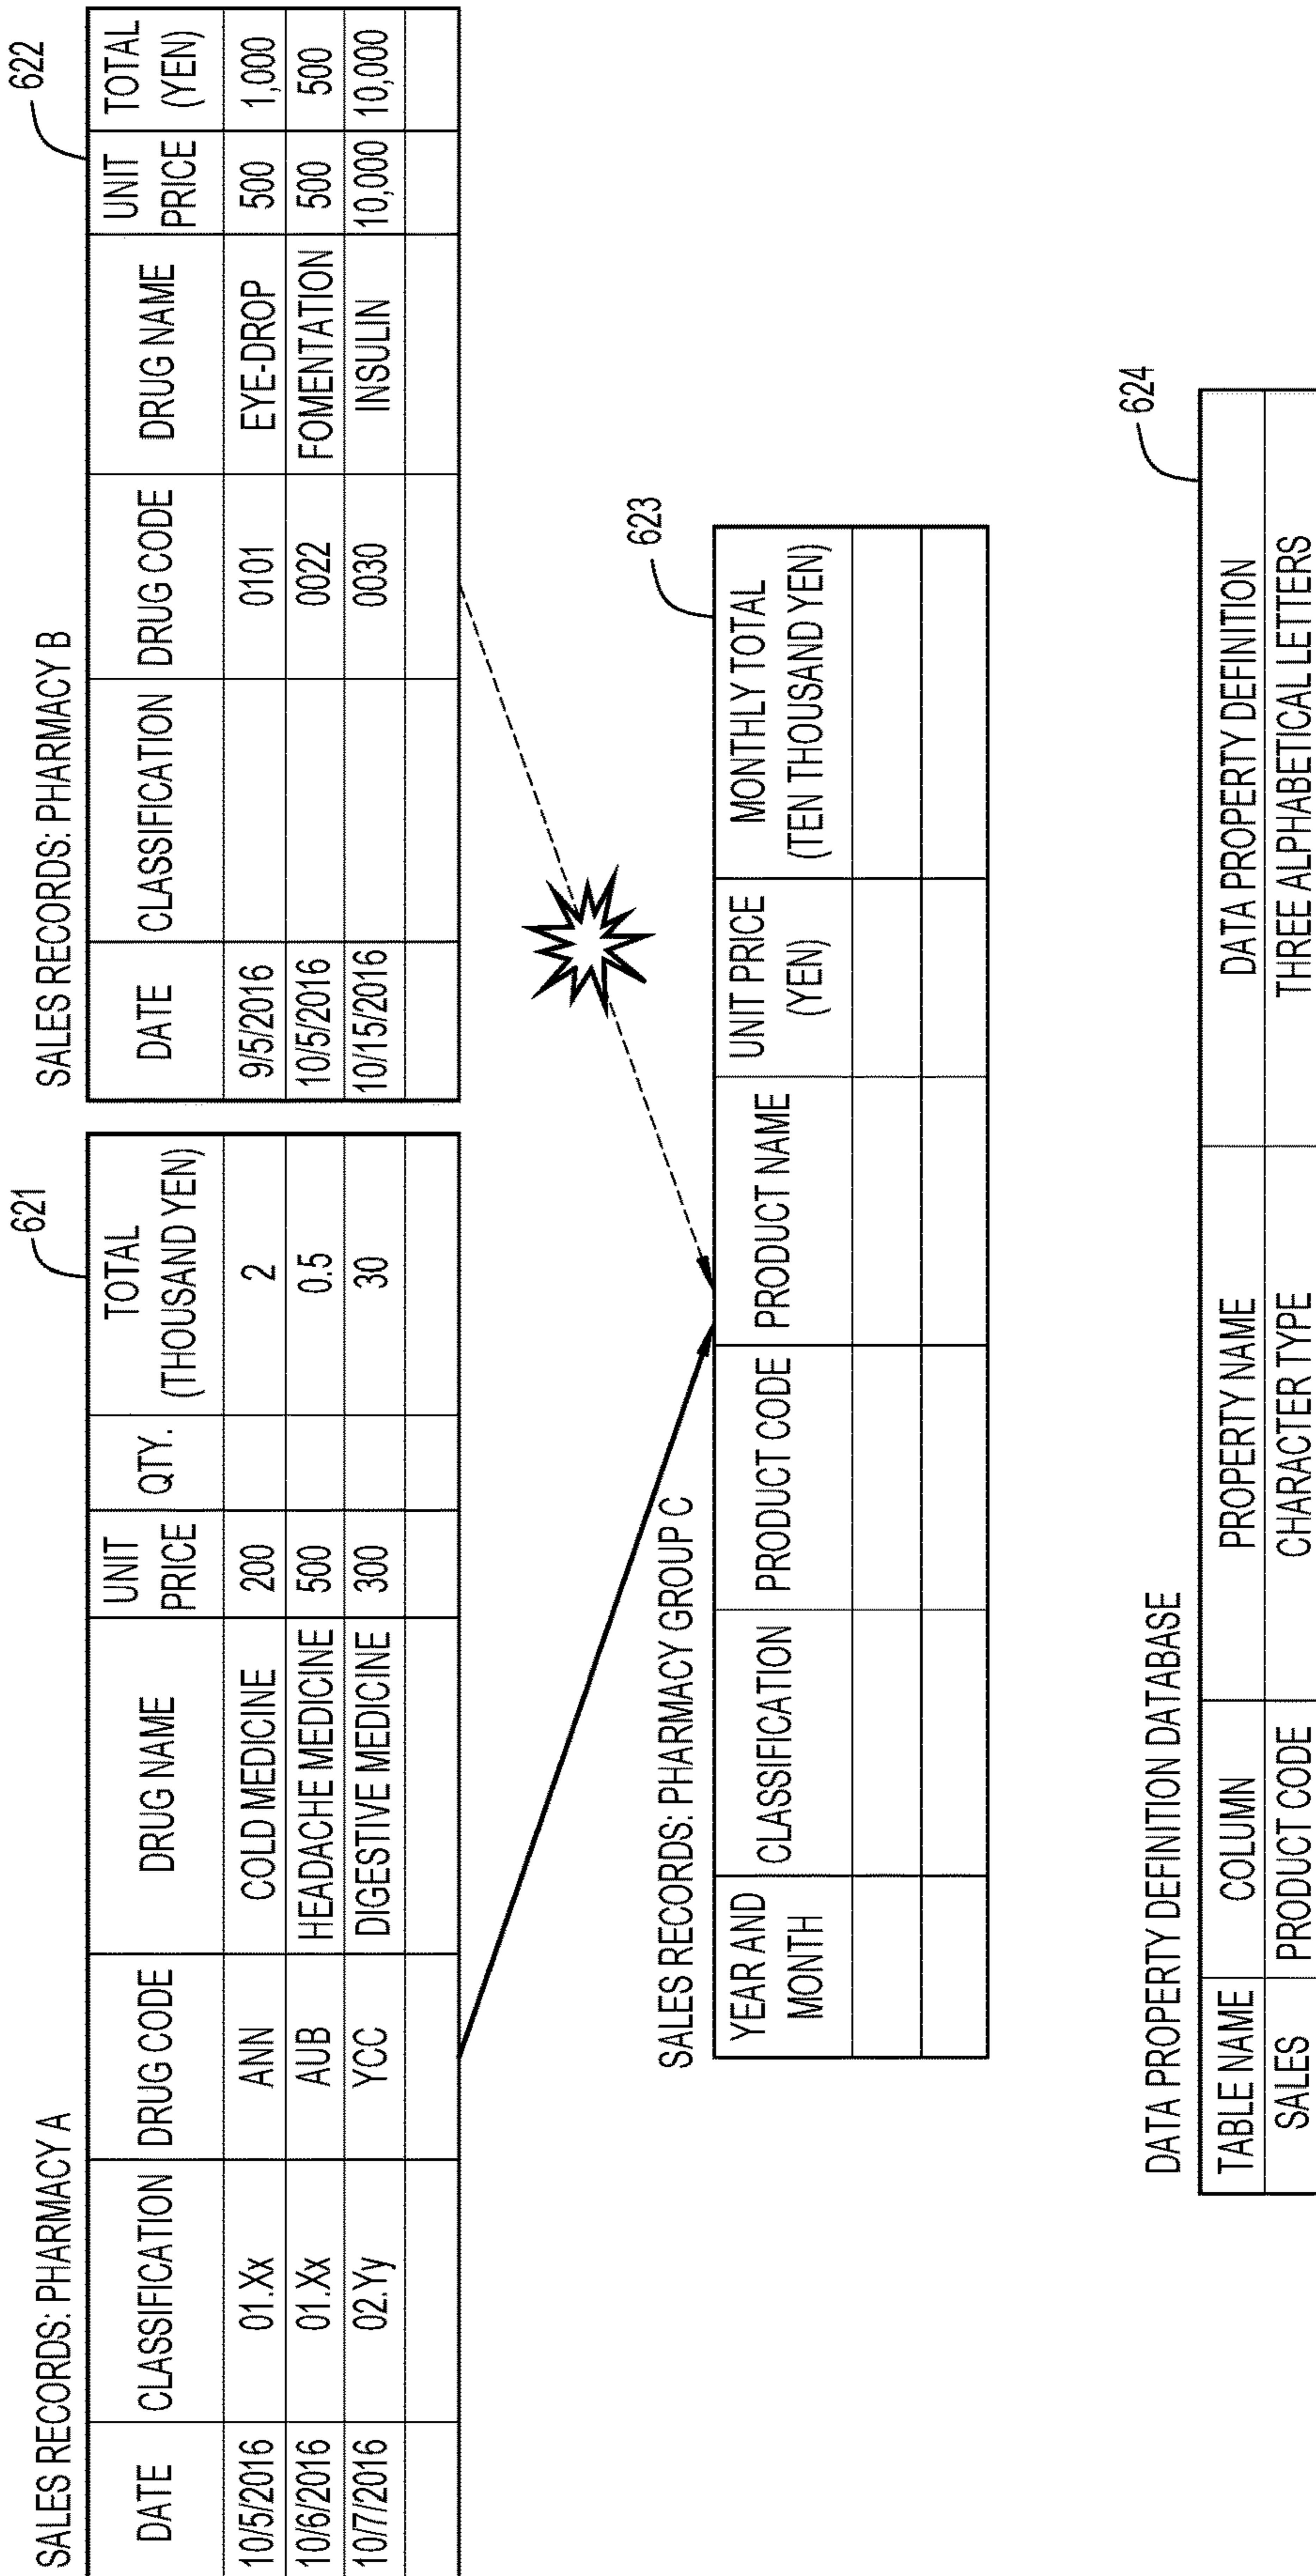 SALES RECORDS: PHARMACY A
621
DATE CLASSIFICATION DRUG CODE DRUG NAME UNIT PRICE QTY. TOTAL (THOUSAND YEN)
10/5/2016 01.Xx ANN COLD MEDICINE 200 2
10/6/2016 01.Xx AUB HEADACHE MEDICINE 500 0.5
10/7/2016 02.Yy YCC DIGESTIVE MEDICINE 300 30
SALES RECORDS: PHARMACY B
622
DATE CLASSIFICATION DRUG CODE DRUG NAME UNIT PRICE TOTAL (YEN)
9/5/2016 0101 EYE-DROP 500 1,000
10/5/2016 0022 FOMENTATION 500 500
10/15/2016 0030 INSULIN 10,000 10,000
SALES RECORDS: PHARMACY GROUP C
623
YEAR AND MONTH CLASSIFICATION PRODUCT CODE PRODUCT NAME UNIT PRICE (YEN) MONTHLY TOTAL (TEN THOUSAND YEN)
DATA PROPERTY DEFINITION DATABASE
624
TABLE NAME COLUMN PROPERTY NAME DATA PROPERTY DEFINITION
SALES PRODUCT CODE CHARACTER TYPE THREE ALPHABETICAL LETTERS